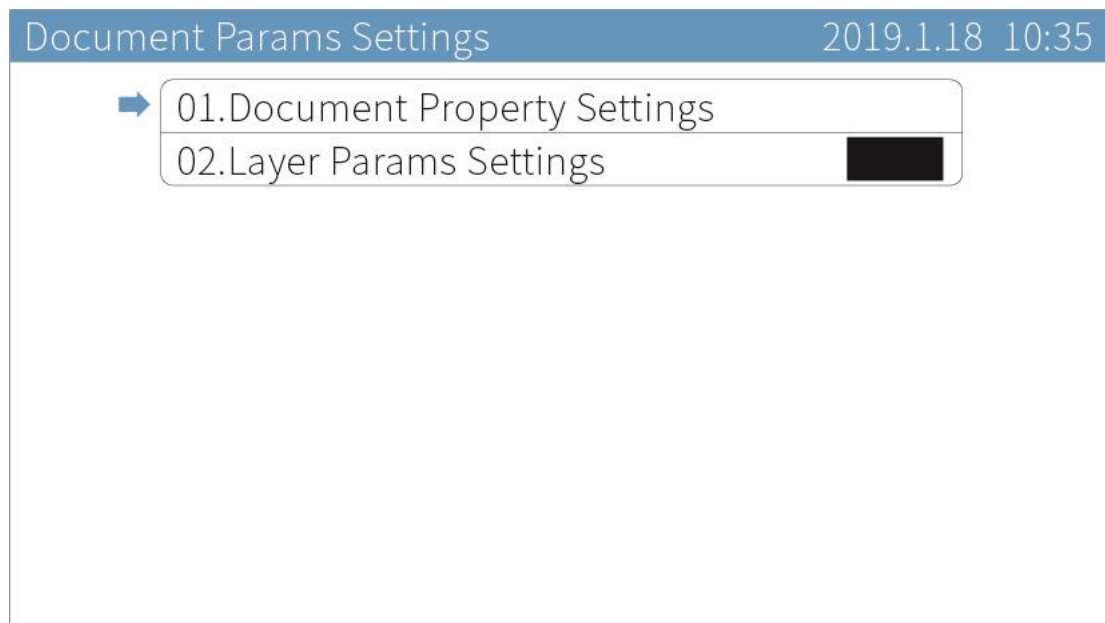 Document Params Settings 2019.1.18 10:35
01.Document Property Settings
02.Layer Params Settings